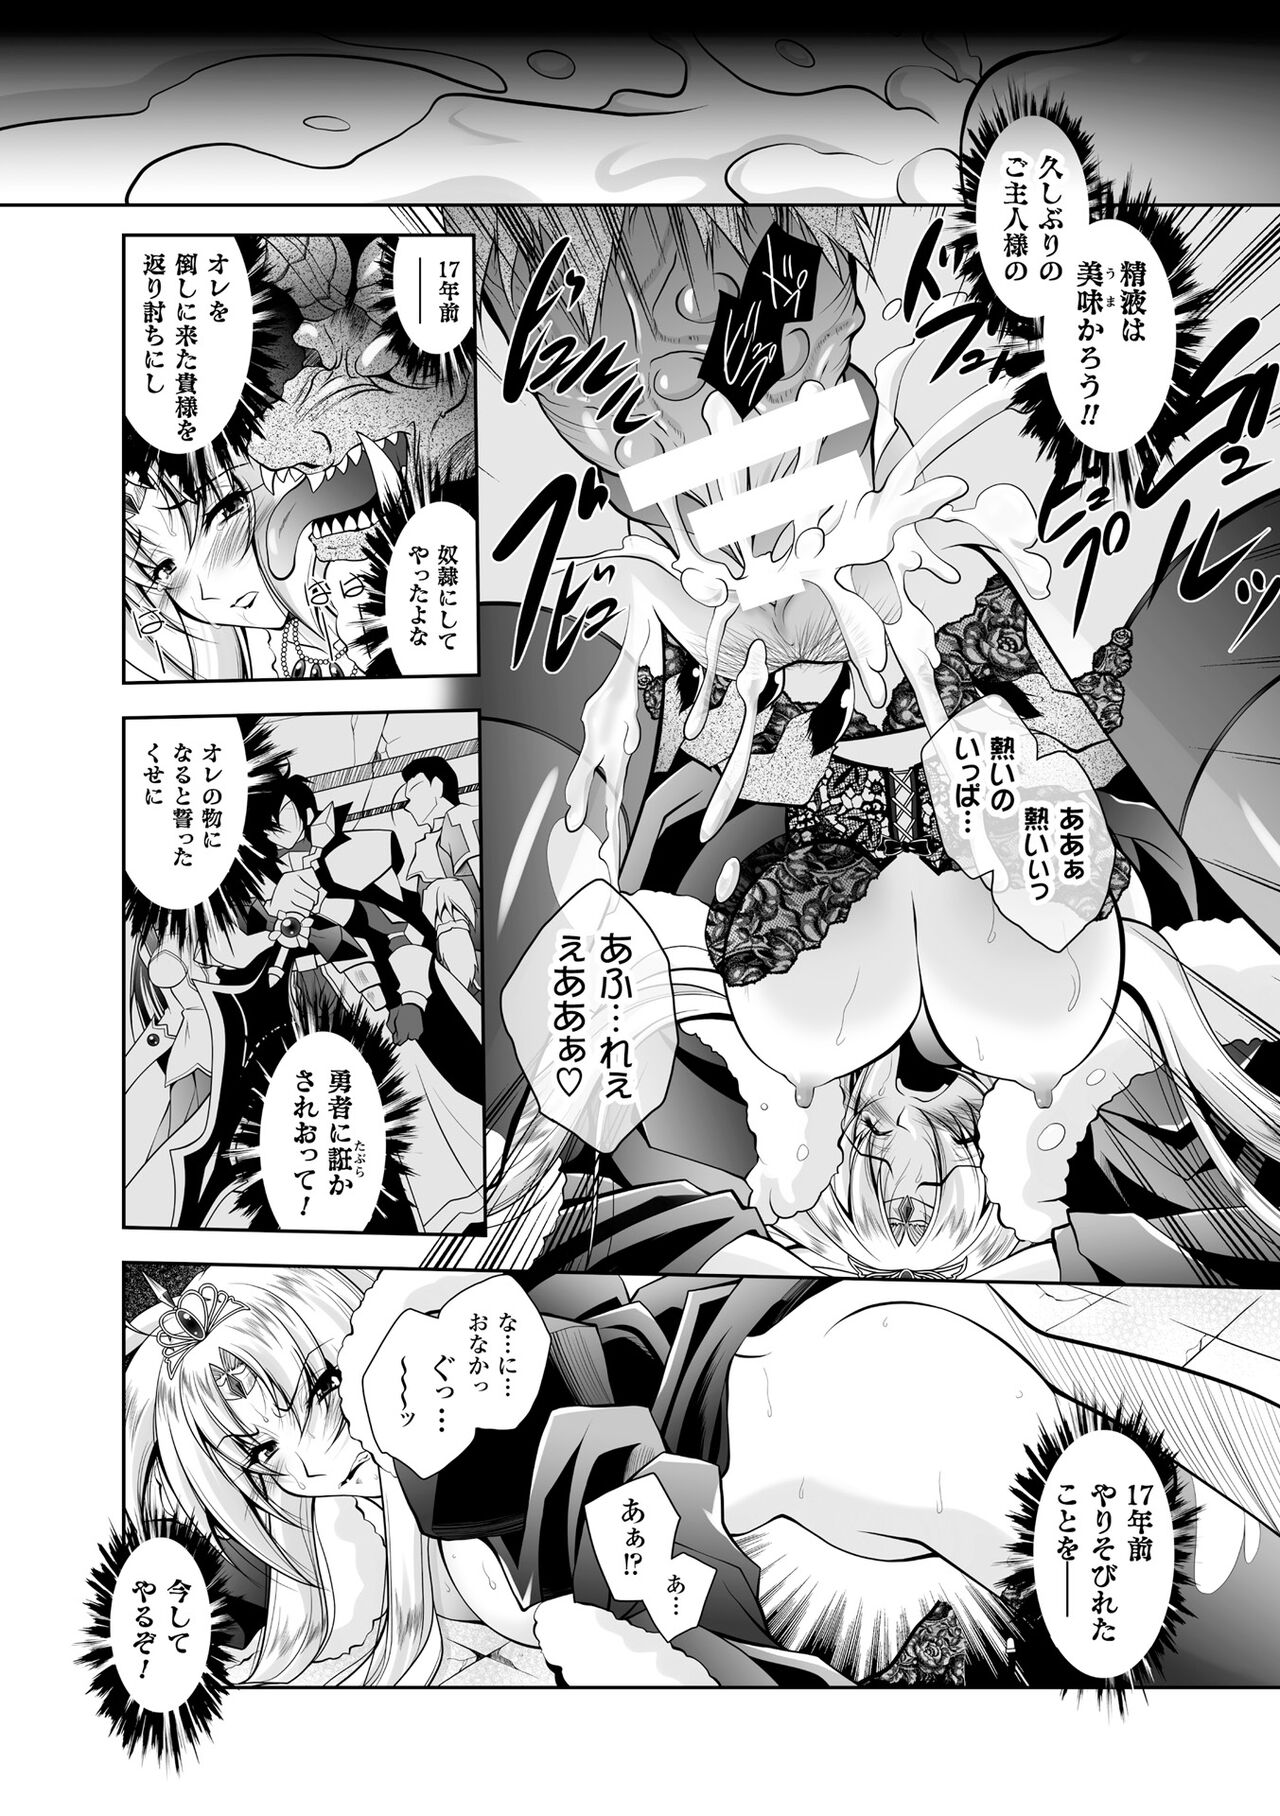 久しぶりの
ご主人様の
精液は
美味かろう!!
うま
ああぁ
熱いいっ
熱いの
いっぱ…
あふ…れぇ
ぇああぁ♡
17年前
オレを
倒しに来た貴様を
返り討ちにし
奴隷にして
やったよな
オレの物に
なると誓った
くせに
勇者に誑か
たぶら
されおって!
17年前
やりそびれた
ことを
な…に…
おなかっ
ぐっ…
～～ッ
あぁ!?
あ…
今して
やるぞ!